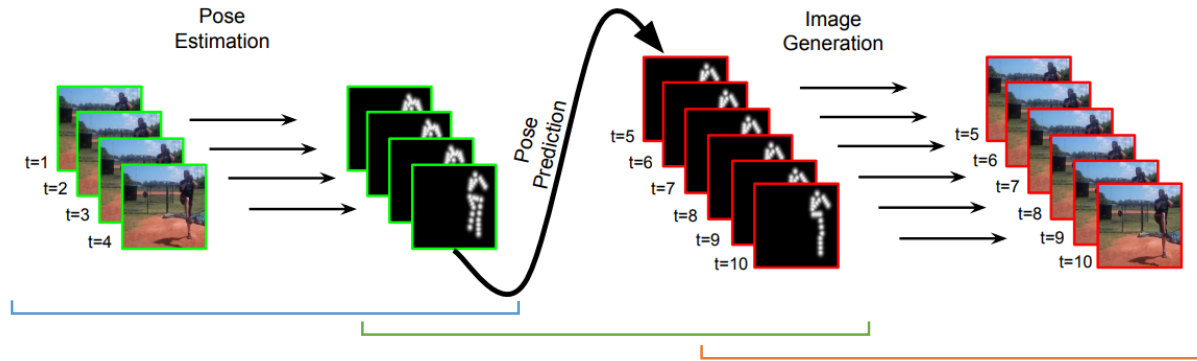 Pose
Estimation
t=1
t=2
t=3
t=4
Pose
Prediction
Image
Generation
t=5
t=6
t=7
t=8
t=9
t=10
t=5
t=6
t=7
t=8
t=9
t=10